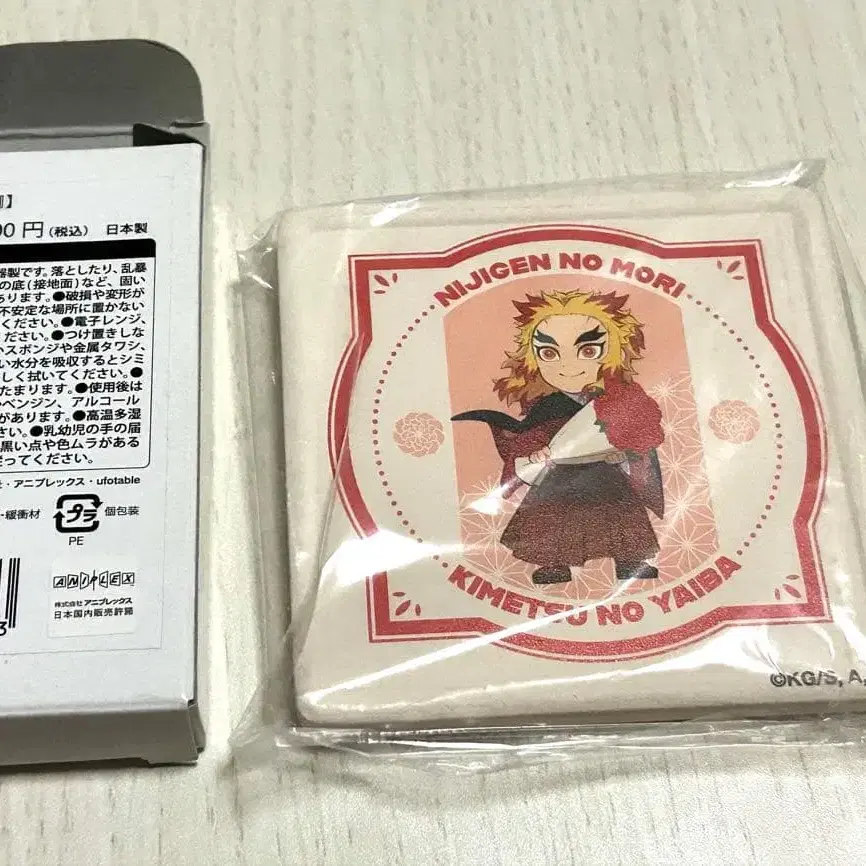 】
00円(税込) 日本製
器製です。落としたり、乱暴
の底(接地面)など、固い
あります。●破損や変形が
不安定な場所に置かない
ください。●電子レンジ、
ださい。●つけ置きしな
いスポンジや金属タワシ、
い水分を吸収するとシミ
しく拭いてください。●
たまります。●使用後は
ベンジン、アルコール
があります。●高温多湿
さい。●乳幼児の手の届
黒い点や色ムラがある
ってください。
・アニプレックス・ufotable
-緩衝材 プラ 個包装
PE
ANIPLEX
株式会社アニプレックス
日本国内販売許諾
3
NIJIGEN NO MORI
KIMETSU NO YAIBA
©KG/S, A,